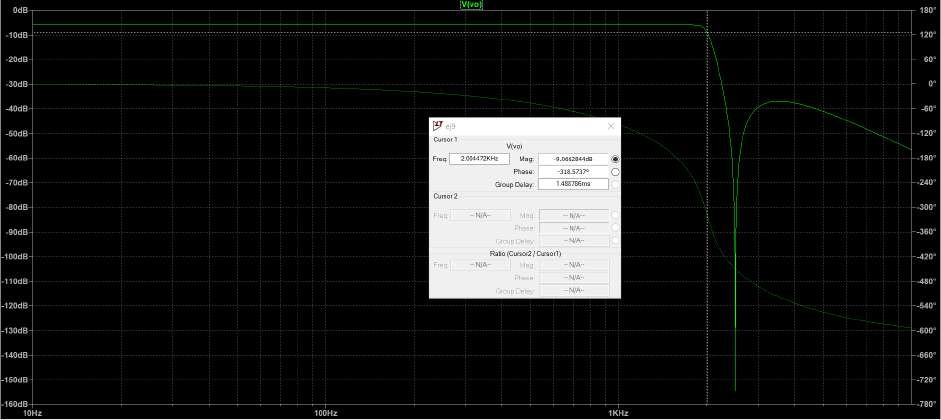 V(vo)
0dB
180°
-10dB
120°
-20dB
60°
-30dB
0°
-40dB
-60°
-50dB
-120°
-60dB
-180°
-70dB
-240°
-80dB
-300°
-90dB
-360°
-100dB
-420°
-110dB
-480°
-120dB
-540°
-130dB
-600°
-140dB
-660°
-150dB
-720°
-160dB
-780°
10Hz
100Hz
1KHz
ej9
Cursor 1
V(vo)
Freq: 2.004472KHz Mag: -9.0662844dB
Phase: -318.5737°
Group Delay: 1.488786ms
Cursor 2
Freq: --N/A-- Mag: --N/A--
Phase: --N/A--
Group Delay: --N/A--
Ratio (Cursor2 / Cursor1)
Freq: --N/A-- Mag: --N/A--
Phase: --N/A--
Group Delay: --N/A--